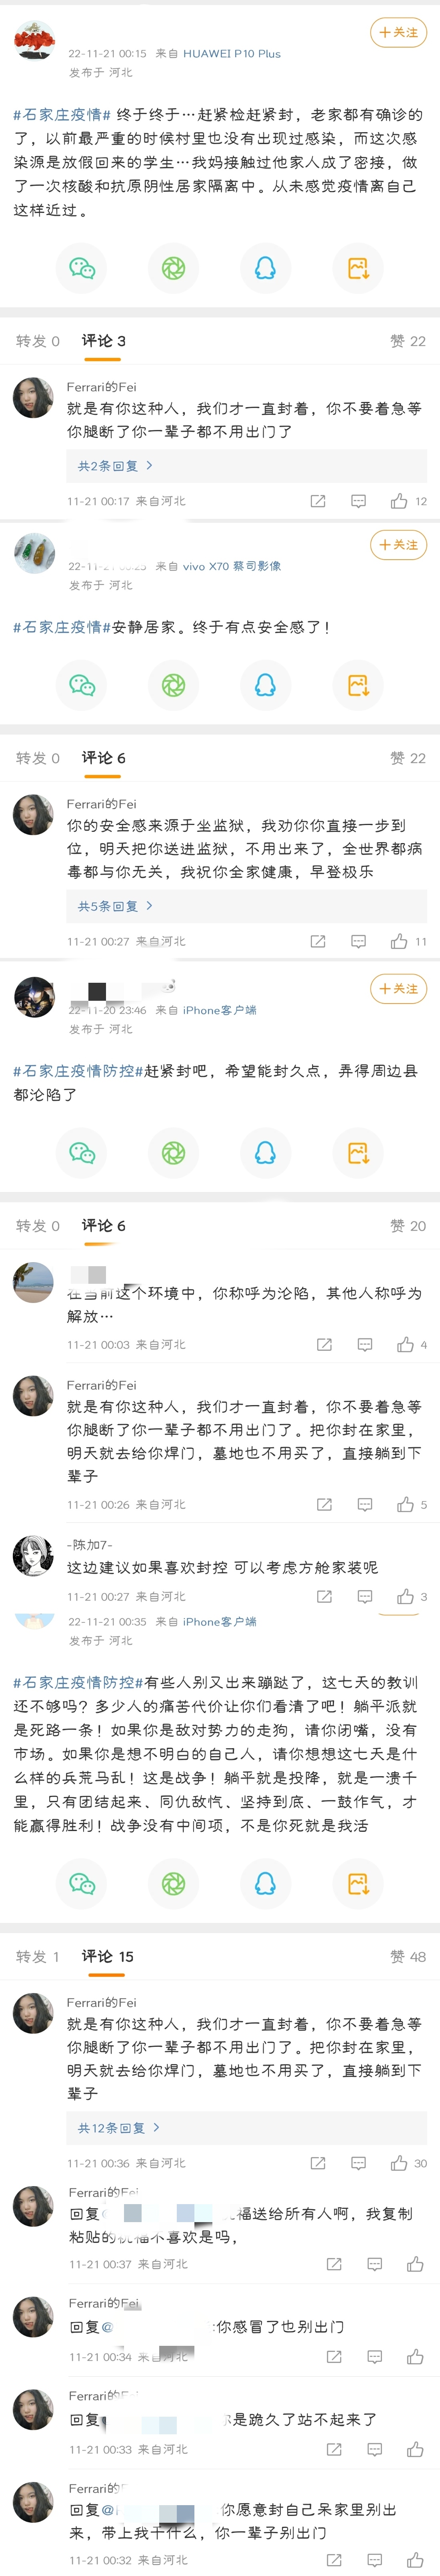 +关注
22-11-21 00:15 来自 HUAWEI P10 Plus
发布于 河北
#石家庄疫情# 终于终于…赶紧检赶紧封，老家都有确诊的
了，以前最严重的时候村里也没有出现过感染，而这次感
染源是放假回来的学生…我妈接触过他家人成了密接，做
了一次核酸和抗原阴性居家隔离中。从未感觉疫情离自己
这样近过。
转发 0 评论 3 赞 22
Ferrari的Fei
就是有你这种人，我们才一直封着，你不要着急等
你腿断了你一辈子都不用出门了
共2条回复 >
11-21 00:17 来自河北 12
+关注
22-11-21 00:25 来自 vivo X70 蔡司影像
发布于 河北
#石家庄疫情#安静居家。终于有点安全感了！
转发 0 评论 6 赞 22
Ferrari的Fei
你的安全感来源于坐监狱，我劝你你直接一步到
位，明天把你送进监狱，不用出来了，全世界都病
毒都与你无关，我祝你全家健康，早登极乐
共5条回复 >
11-21 00:27 来自河北 11
+关注
22-11-20 23:46 来自 iPhone客户端
发布于 河北
#石家庄疫情防控#赶紧封吧，希望能封久点，弄得周边县
都沦陷了
转发 0 评论 6 赞 20
在当前这个环境中，你称呼为沦陷，其他人称呼为
解放…
11-21 00:03 来自河北 4
Ferrari的Fei
就是有你这种人，我们才一直封着，你不要着急等
你腿断了你一辈子都不用出门了。把你封在家里，
明天就去给你焊门，墓地也不用买了，直接躺到下
辈子
11-21 00:26 来自河北 5
-陈加7-
这边建议如果喜欢封控 可以考虑方舱家装呢
11-21 00:27 来自河北 3
22-11-21 00:35 来自 iPhone客户端
发布于 河北
#石家庄疫情防控#有些人别又出来蹦跶了，这七天的教训
还不够吗？多少人的痛苦代价让你们看清了吧！躺平派就
是死路一条！如果你是敌对势力的走狗，请你闭嘴，没有
市场。如果你是想不明白的自己人，请你想想这七天是什
么样的兵荒马乱！这是战争！躺平就是投降，就是一溃千
里，只有团结起来、同仇敌忾、坚持到底、一鼓作气，才
能赢得胜利！战争没有中间项，不是你死就是我活
转发 1 评论 15 赞 48
Ferrari的Fei
就是有你这种人，我们才一直封着，你不要着急等
你腿断了你一辈子都不用出门了。把你封在家里，
明天就去给你焊门，墓地也不用买了，直接躺到下
辈子
共12条回复 >
11-21 00:36 来自河北 30
Ferrari的Fei
回复 福送给所有人啊，我复制
粘贴的祝福不喜欢是吗，
11-21 00:37 来自河北
Ferrari的Fei
回复@ :你感冒了也别出门
11-21 00:34 来自河北
Ferrari的Fei
回复 你是跪久了站不起来了
11-21 00:33 来自河北
Ferrari的F
回复@ 你愿意封自己呆家里别出
来，带上我干什么，你一辈子别出门
11-21 00:32 来自河北